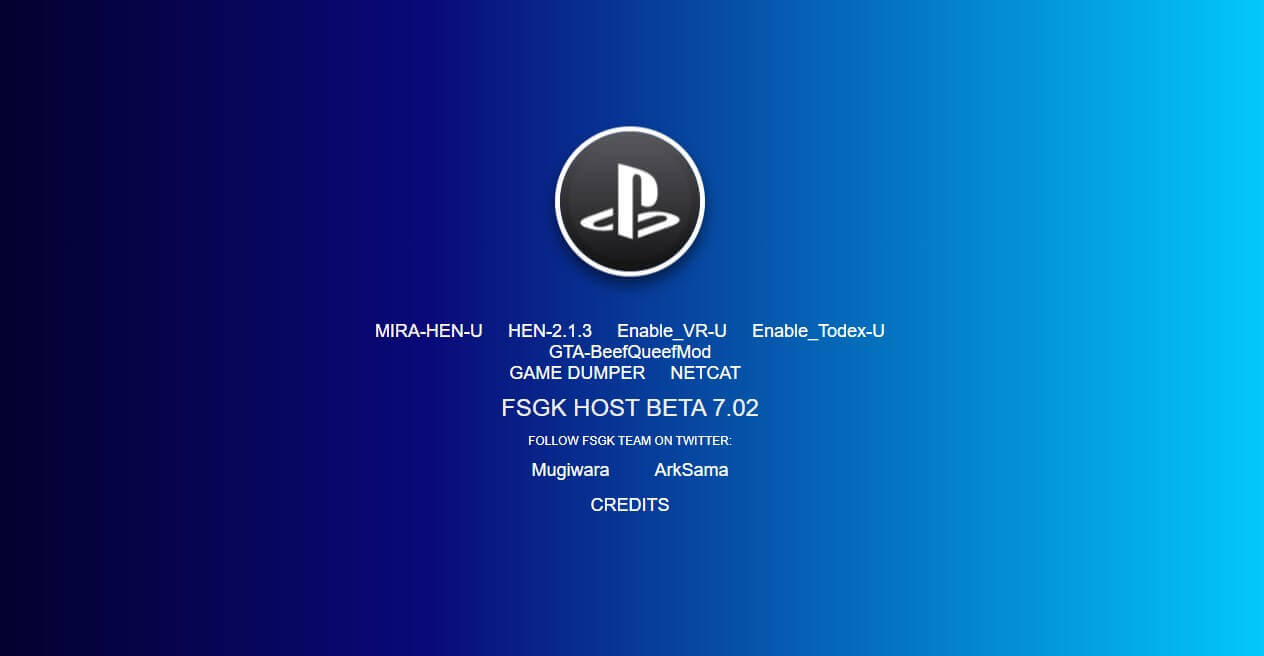 MIRA-HEN-U HEN-2.1.3 Enable_VR-U Enable_Todex-U
GTA-BeefQueefMod
GAME DUMPER NETCAT
FSGK HOST BETA 7.02
FOLLOW FSGK TEAM ON TWITTER:
Mugiwara ArkSama
CREDITS